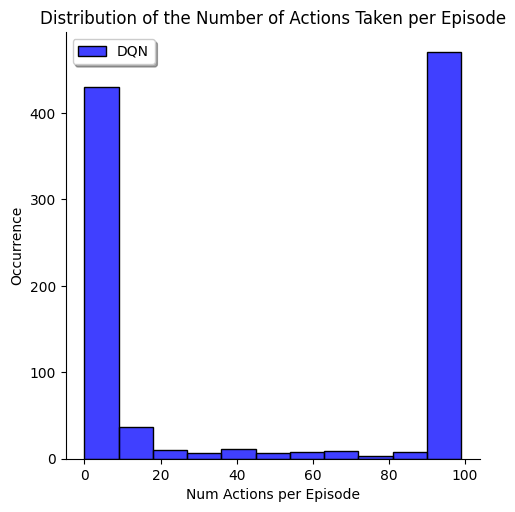 Distribution of the Number of Actions Taken per Episode
DQN
400
300
200
100
0
Occurrence
0 20 40 60 80 100
Num Actions per Episode